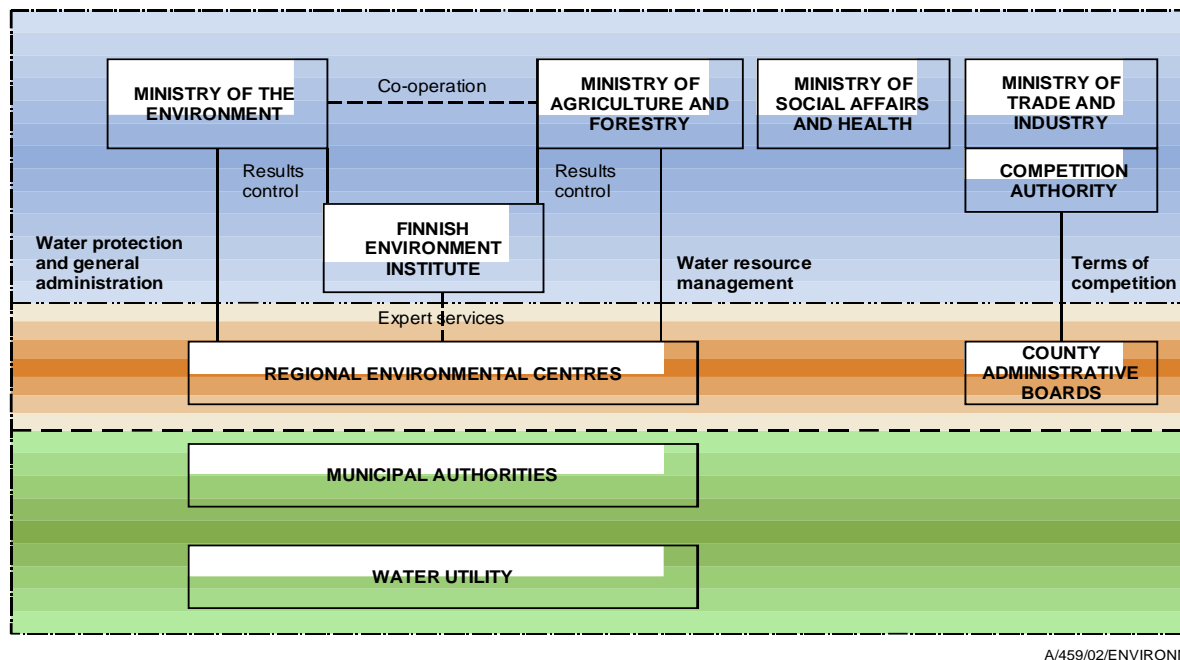 MINISTRY OF THE
ENVIRONMENT
Co-operation
MINISTRY OF
AGRICULTURE AND
FORESTRY
MINISTRY OF
SOCIAL AFFAIRS
AND HEALTH
MINISTRY OF
TRADE AND
INDUSTRY
COMPETITION
AUTHORITY
Results
control
Results
control
FINNISH
ENVIRONMENT
INSTITUTE
Water protection
and general
administration
Water resource
management
Terms of
competition
Expert services
REGIONAL ENVIRONMENTAL CENTRES
COUNTY
ADMINISTRATIVE
BOARDS
MUNICIPAL AUTHORITIES
WATER UTILITY